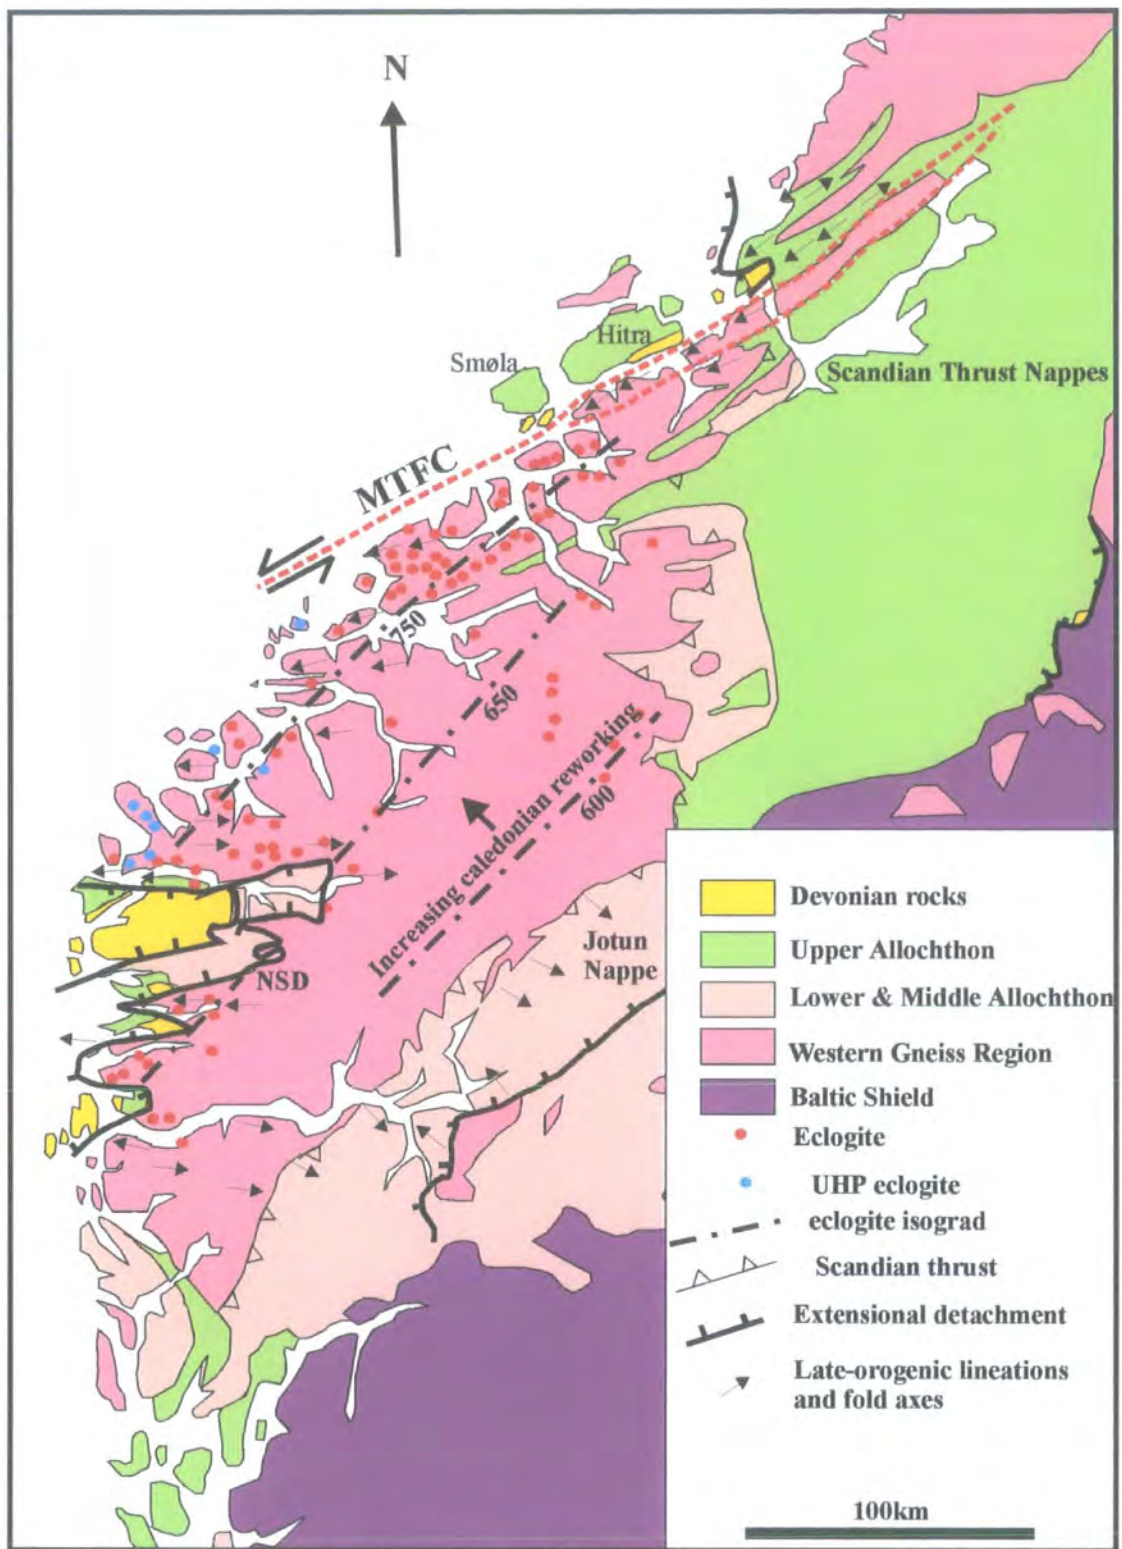 N
Hitra
Smøla
Scandian Thrust Nappes
MTFC
750
650
Increasing caledonian reworking
600
Jotun
Nappe
NSD
Devonian rocks
Upper Allochthon
Lower & Middle Allochthon
Western Gneiss Region
Baltic Shield
Eclogite
UHP eclogite
eclogite isograd
Scandian thrust
Extensional detachment
Late-orogenic lineations
and fold axes
100km